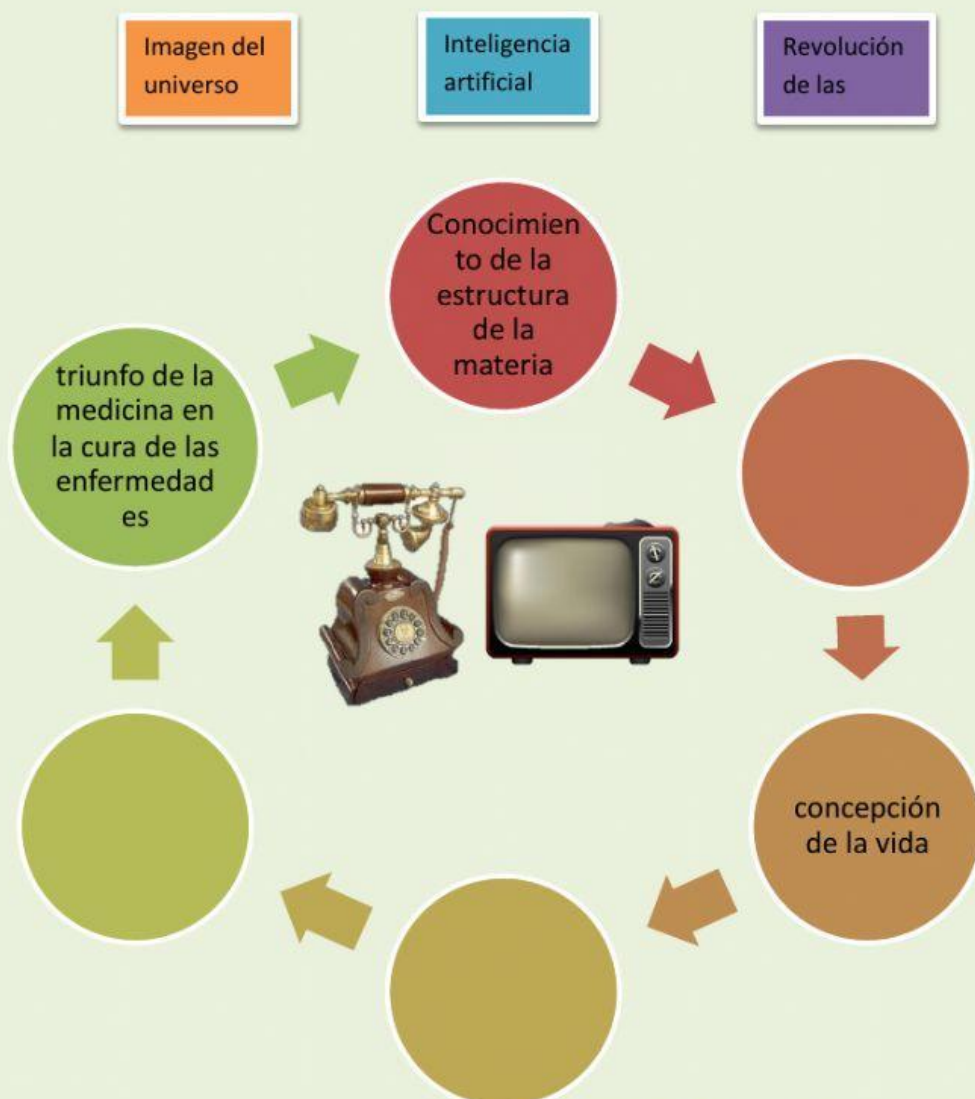 Imagen del
universo
Inteligencia
artificial
Revolución
de las
Conocimien
to de la
estructura
de la
materia
triunfo de la
medicina en
la cura de las
enfermedad
es
concepción
de la vida